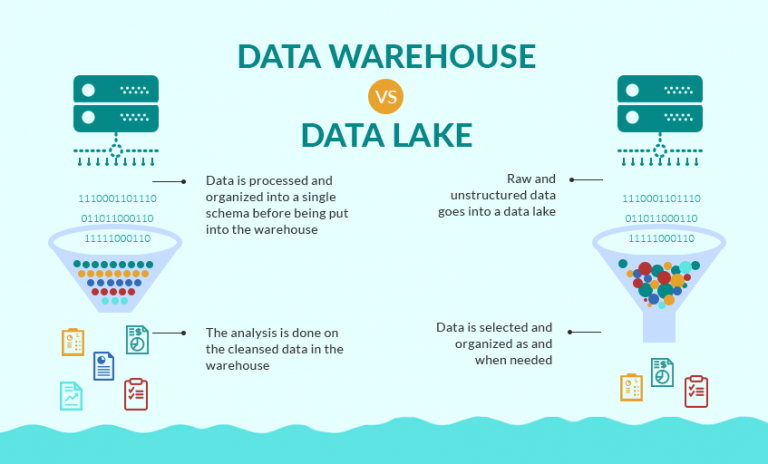 DATA WAREHOUSE
VS
DATA LAKE
1110001101110
011011000110
11111000110
Data is processed and
organized into a single
schema before being put
into the warehouse
The analysis is done on
the cleansed data in the
warehouse
Raw and
unstructured data
goes into a data lake
1110001101110
011011000110
11111000110
Data is selected and
organized as and
when needed